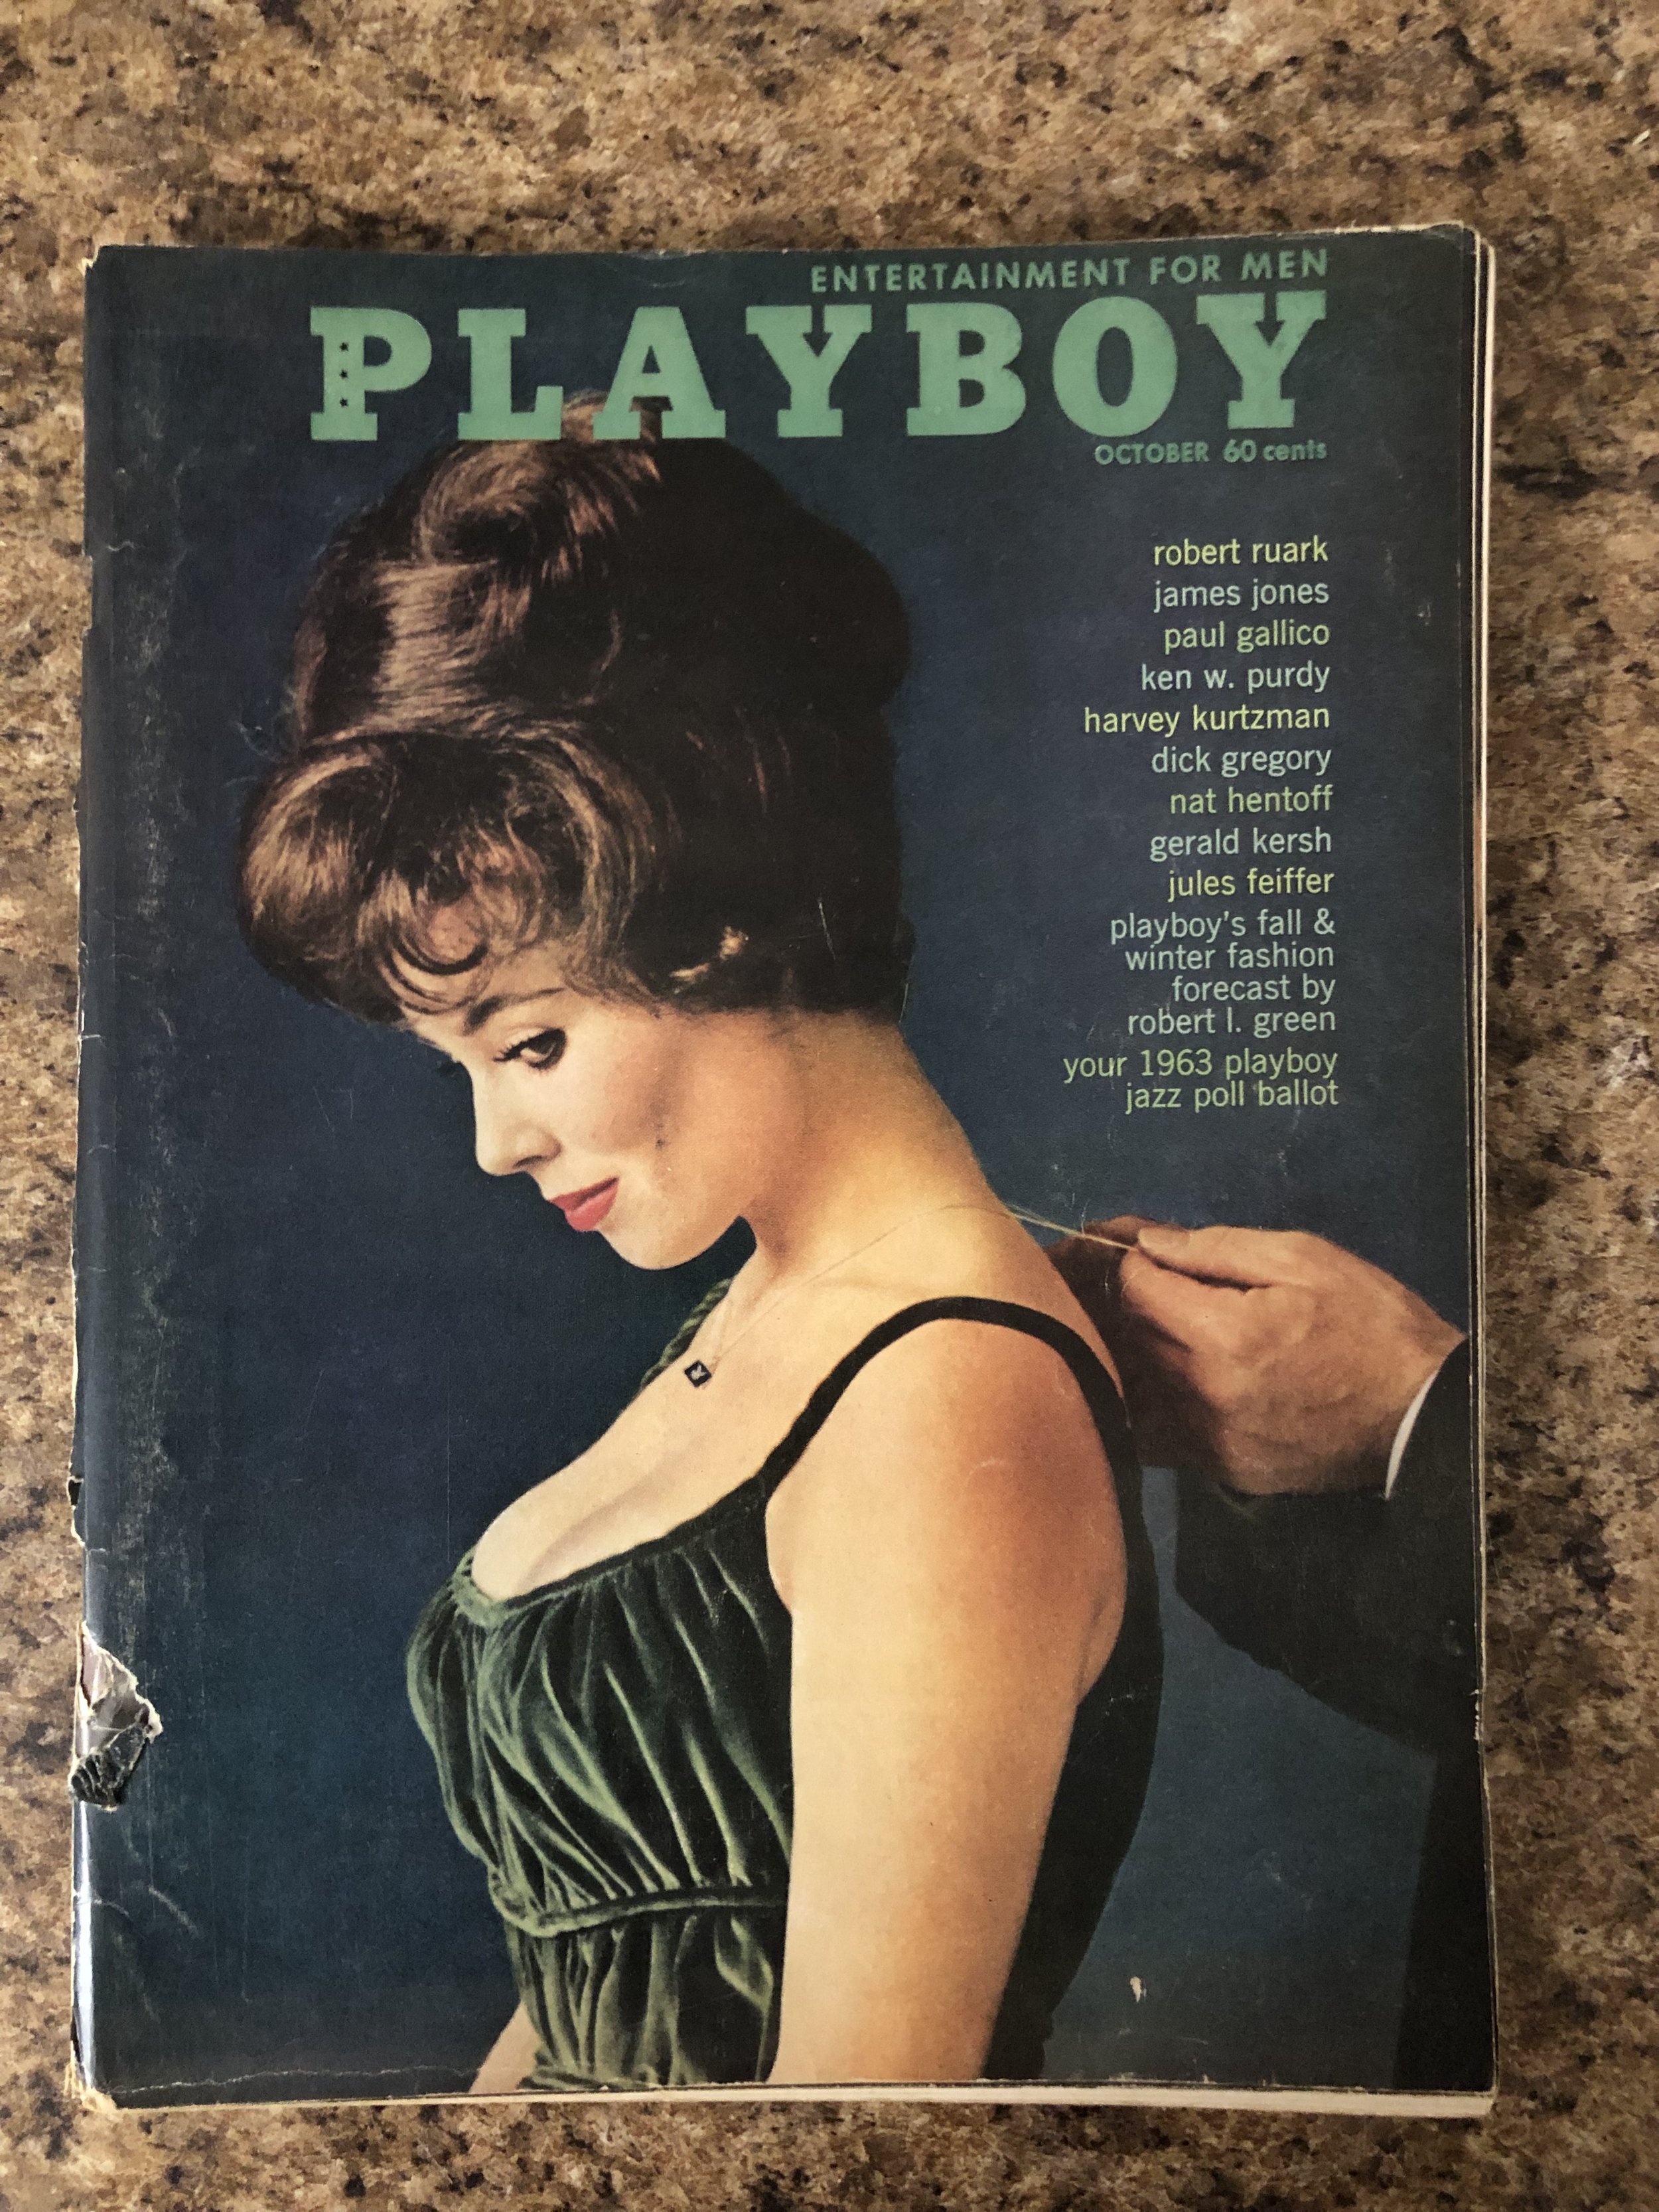 ENTERTAINMENT FOR MEN
PLAYBOY
OCTOBER 60 cents
robert ruark
james jones
paul gallico
ken w. purdy
harvey kurtzman
dick gregory
nat hentoff
gerald kersh
jules feiffer
playboy's fall &
winter fashion
forecast by
robert l. green
your 1963 playboy
jazz poll ballot